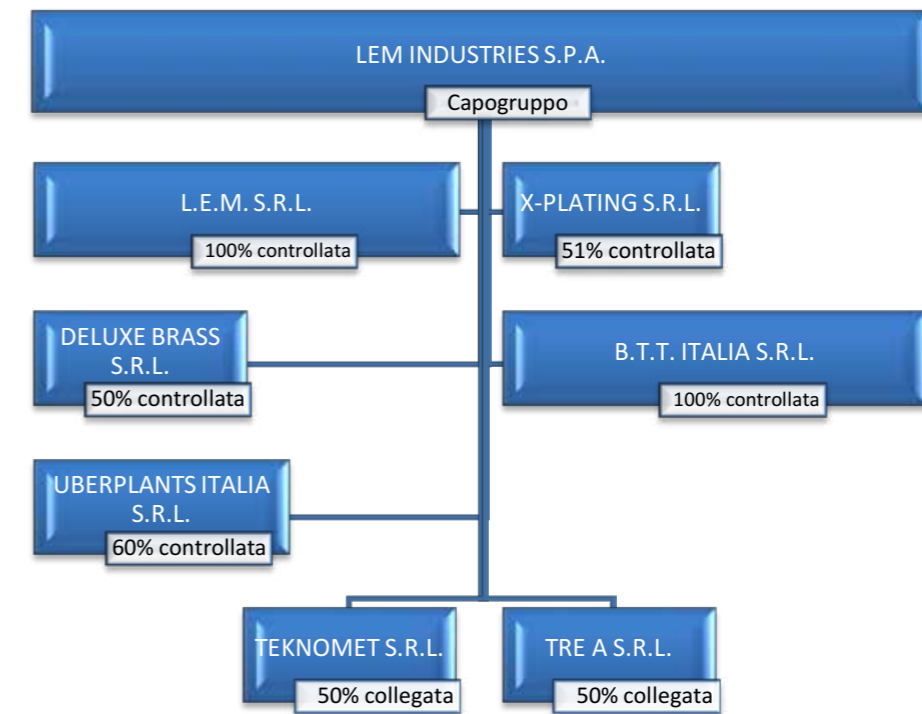 LEM INDUSTRIES S.P.A.
Capogruppo
L.E.M. S.R.L.
100% controllata
X-PLATING S.R.L.
51% controllata
DELUXE BRASS
S.R.L.
50% controllata
B.T.T. ITALIA S.R.L.
100% controllata
UBERPLANTS ITALIA
S.R.L.
60% controllata
TEKNOMET S.R.L.
50% collegata
TRE A S.R.L.
50% collegata